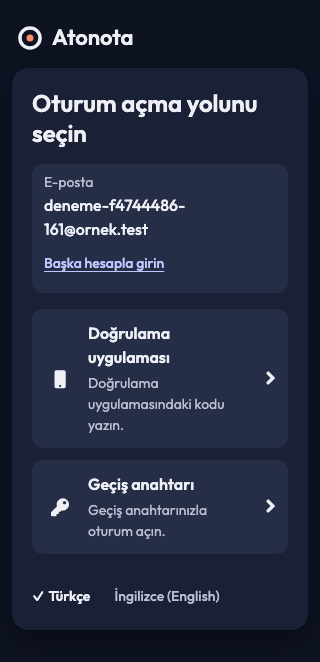 Atonota
Oturum açma yolunu
seçin
E-posta
deneme-f4744486-
161@ornek.test
Başka hesapla girin
Doğrulama
uygulaması
Doğrulama
uygulamasındaki kodu
yazın.
Geçiş anahtarı
Geçiş anahtarınızla
oturum açın.
Türkçe İngilizce (English)